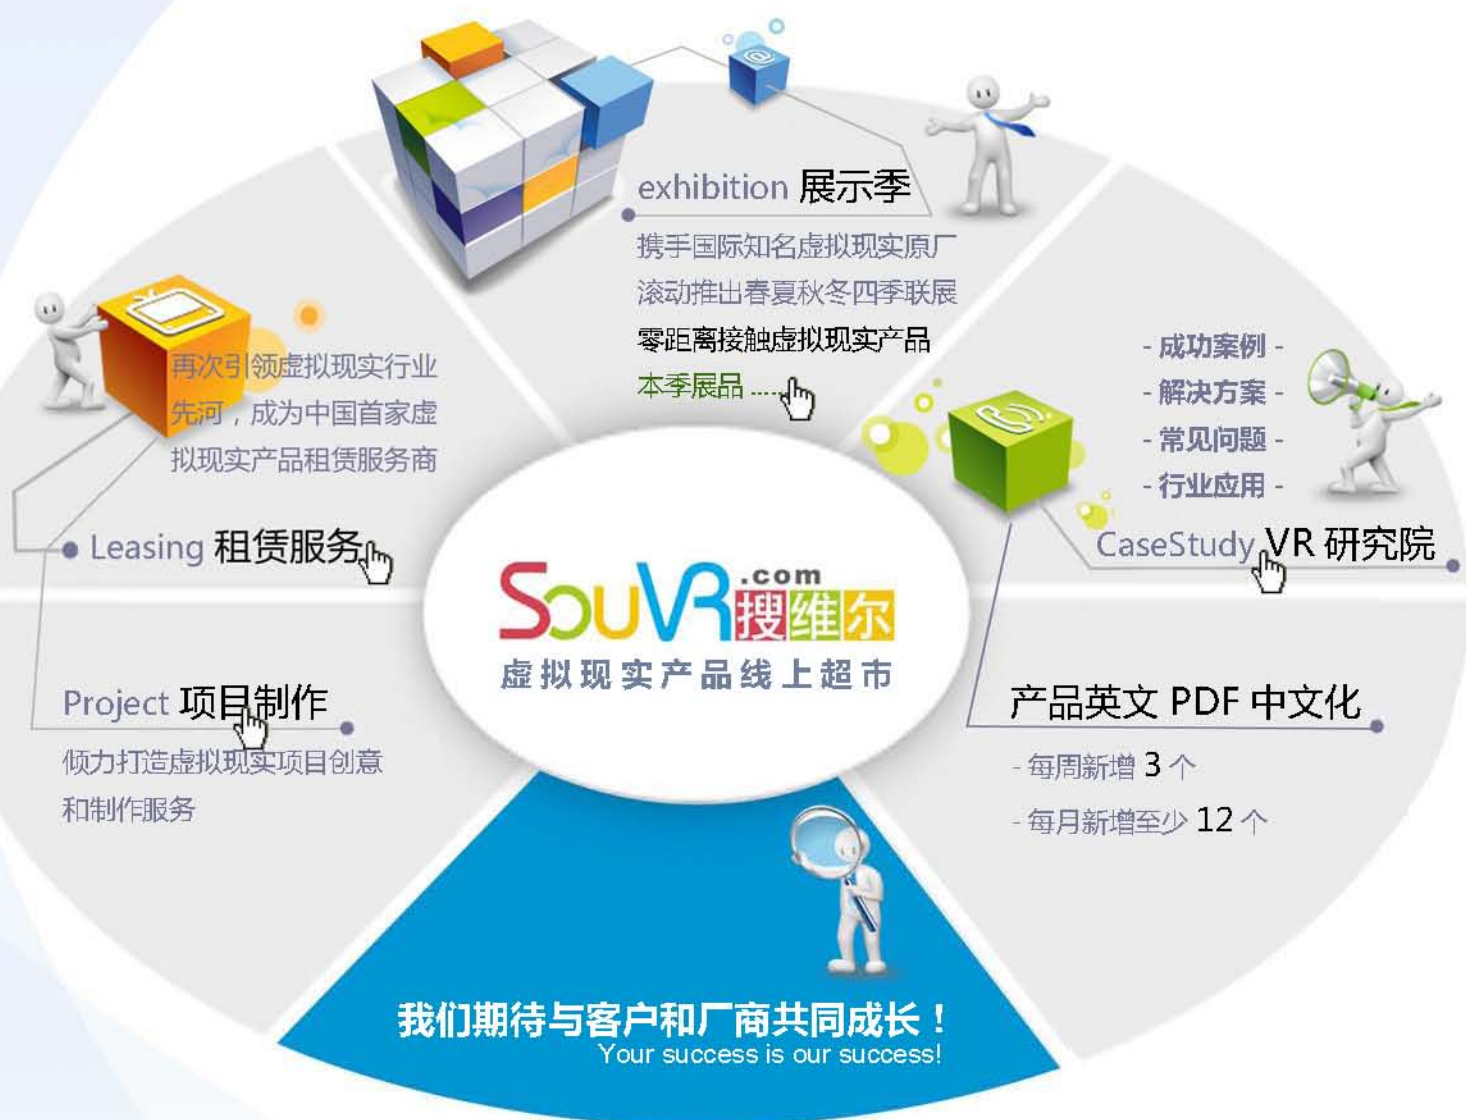 exhibition 展示季
携手国际知名虚拟现实原厂
滚动推出春夏秋冬四季联展
零距离接触虚拟现实产品
本季展品 .....
再次引领虚拟现实行业
先河，成为中国首家虚
拟现实产品租赁服务商
Leasing 租赁服务
- 成功案例 -
- 解决方案 -
- 常见问题 -
- 行业应用 -
CaseStudy VR 研究院
SouVR.com
搜维尔
虚拟现实产品线上超市
Project 项目制作
倾力打造虚拟现实项目创意
和制作服务
产品英文 PDF 中文化
- 每周新增 3 个
- 每月新增至少 12 个
我们期待与客户和厂商共同成长！
Your success is our success!
@